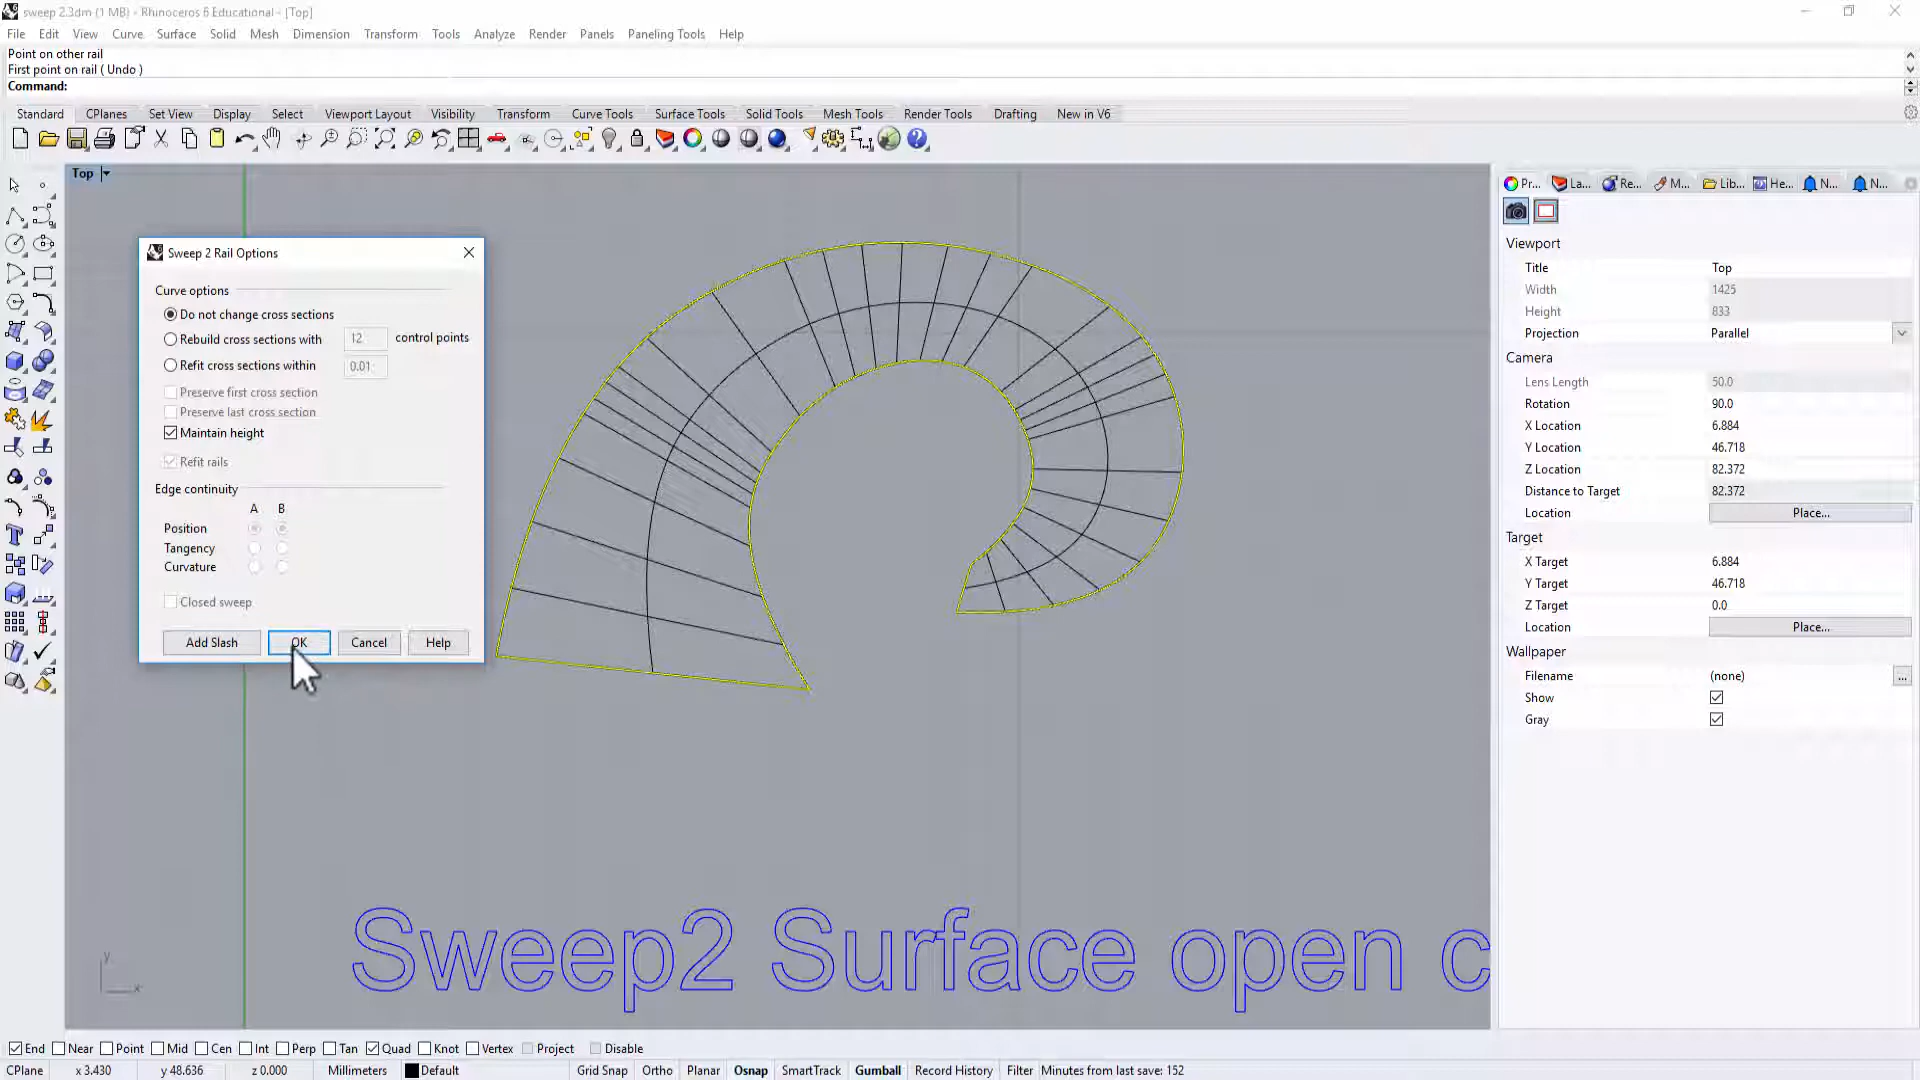 sweep 2.3dm (1 MB) - Rhinoceros 6 Educational - [Top]
File Edit View Curve Surface Solid Mesh Dimension Transform Tools Analyze Render Panels Paneling Tools Help
Point on other rail
First point on rail ( Undo )
Command:
Standard CPlanes Set View Display Select Viewport Layout Visibility Transform Curve Tools Surface Tools Solid Tools Mesh Tools Render Tools Drafting New in V6
Top
Sweep 2 Rail Options
Curve options
Do not change cross sections
Rebuild cross sections with 12 control points
Refit cross sections within 0.01
Preserve first cross section
Preserve last cross section
Maintain height
Refit rails
Edge continuity
A B
Position
Tangency
Curvature
Closed sweep
Add Slash OK Cancel Help
Sweep2 Surface open c
y
x
Pr... La... Re... M... Lib... He... N... N...
Viewport
Title Top
Width 1425
Height 833
Projection Parallel
Camera
Lens Length 50.0
Rotation 90.0
X Location 6.884
Y Location 46.718
Z Location 82.372
Distance to Target 82.372
Location Place...
Target
X Target 6.884
Y Target 46.718
Z Target 0.0
Location Place...
Wallpaper
Filename (none) ...
Show
Gray
End Near Point Mid Cen Int Perp Tan Quad Knot Vertex Project Disable
CPlane x 3.430 y 48.636 z 0.000 Millimeters Default Grid Snap Ortho Planar Osnap SmartTrack Gumball Record History Filter Minutes from last save: 152